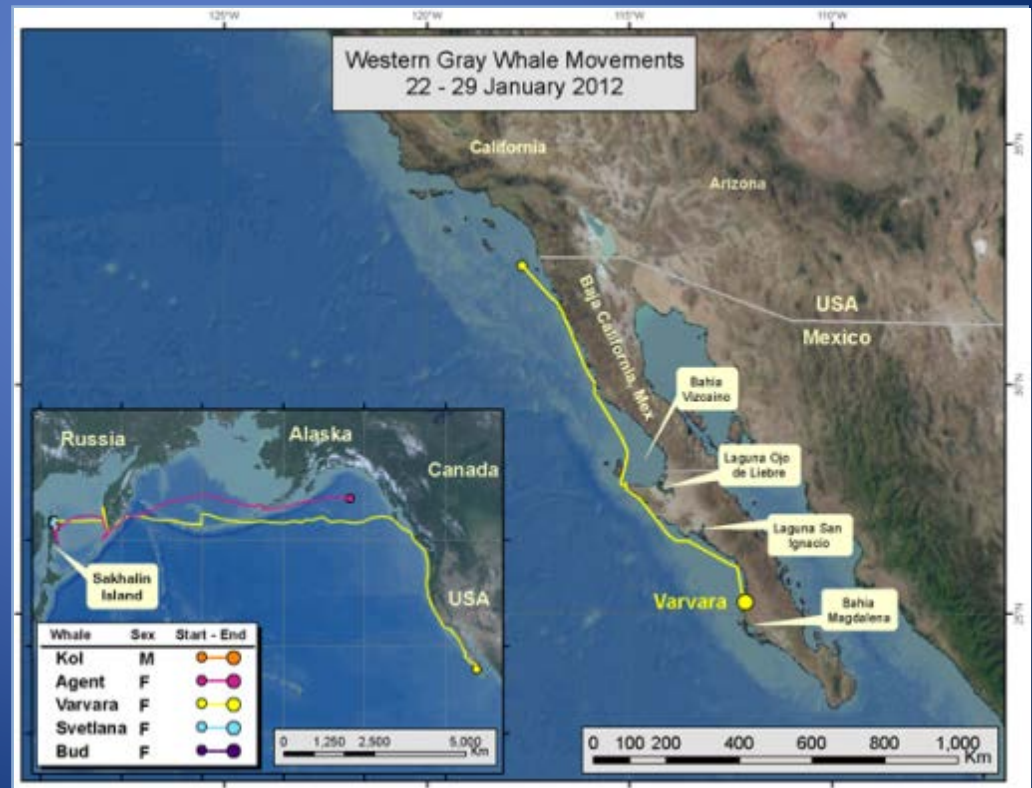 125°W 120°W 115°W 110°W
Western Gray Whale Movements
22 - 29 January 2012
California
35°N
Arizona
Baja California, Mex
USA
Mexico
30°N
Bahia
Vizcaino
Laguna Ojo
de Liebre
Laguna San
Ignacio
Varvara
Bahia
Magdalena
25°N
Russia
Alaska
Canada
Sakhalin
Island
USA
Whale Sex Start - End
Kol M
Agent F
Varvara F
Svetlana F
Bud F
0 1,250 2,500 5,000
Km
0 100 200 400 600 800 1,000
Km